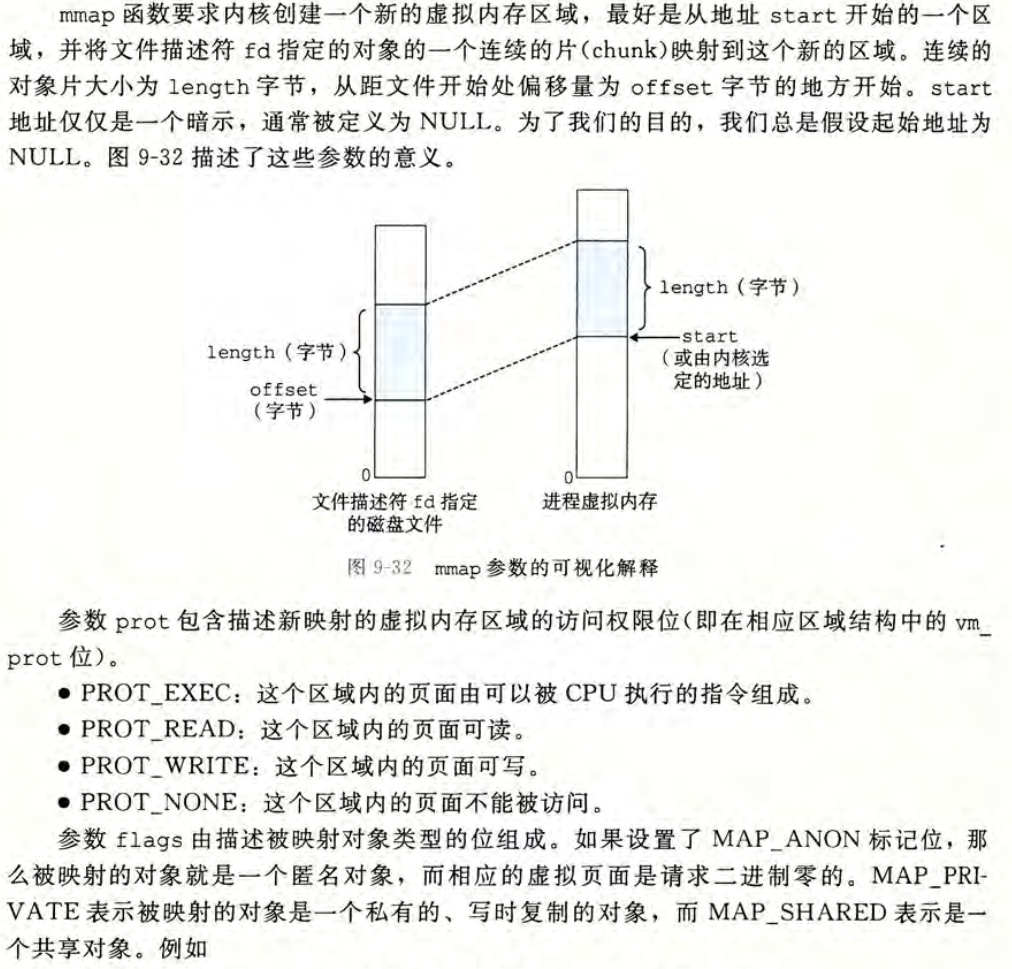 mmap 函数要求内核创建一个新的虚拟内存区域，最好是从地址 start 开始的一个区
域，并将文件描述符 fd 指定的对象的一个连续的片(chunk)映射到这个新的区域。连续的
对象片大小为 length 字节，从距文件开始处偏移量为 offset 字节的地方开始。start
地址仅仅是一个暗示，通常被定义为 NULL。为了我们的目的，我们总是假设起始地址为
NULL。图 9-32 描述了这些参数的意义。
length（字节）
length（字节）
start
（或由内核选
定的地址）
offset
（字节）
0
0
文件描述符 fd 指定
的磁盘文件
进程虚拟内存
图 9-32 mmap 参数的可视化解释
参数 prot 包含描述新映射的虚拟内存区域的访问权限位(即在相应区域结构中的 vm_
prot 位)。
● PROT_EXEC：这个区域内的页面由可以被 CPU 执行的指令组成。
● PROT_READ：这个区域内的页面可读。
● PROT_WRITE：这个区域内的页面可写。
● PROT_NONE：这个区域内的页面不能被访问。
参数 flags 由描述被映射对象类型的位组成。如果设置了 MAP_ANON 标记位，那
么被映射的对象就是一个匿名对象，而相应的虚拟页面是请求二进制零的。MAP_PRI-
VATE 表示被映射的对象是一个私有的、写时复制的对象，而 MAP_SHARED 表示是一
个共享对象。例如